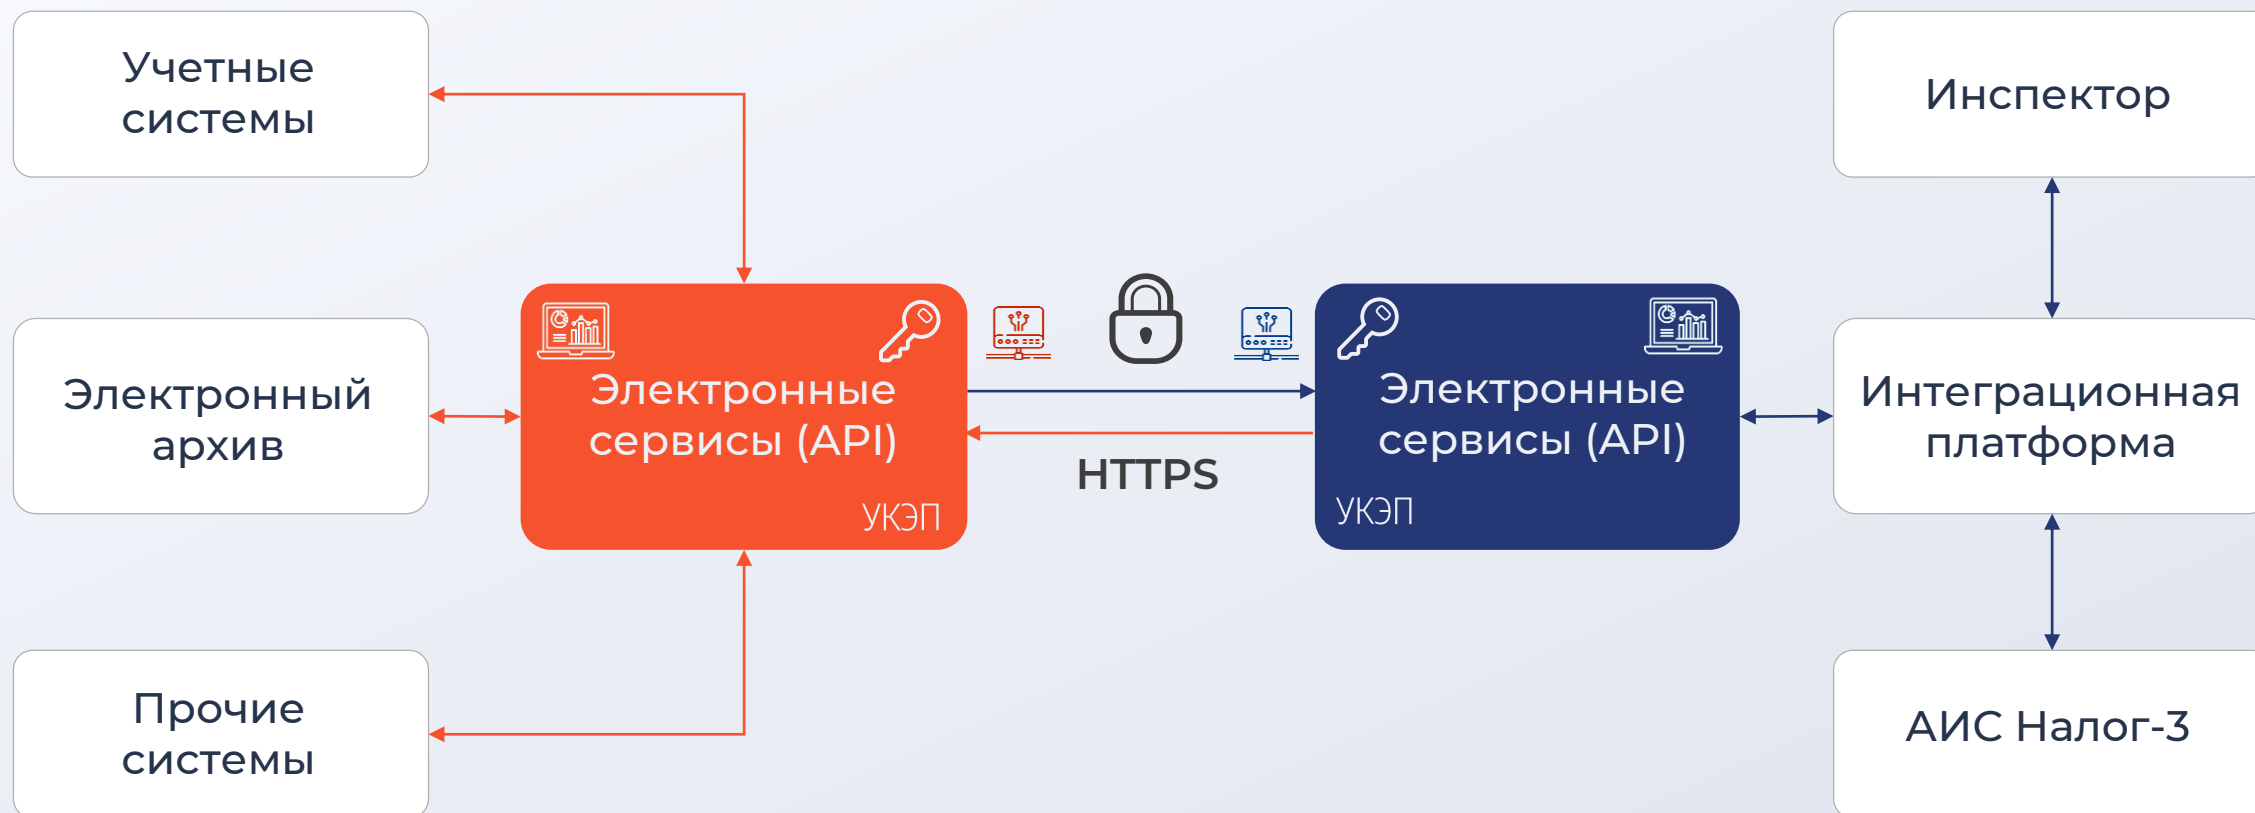 Учетные
системы
Электронный
архив
Прочие
системы
Электронные
сервисы (API)
УКЭП
HTTPS
Электронные
сервисы (API)
УКЭП
Инспектор
Интеграционная
платформа
АИС Налог-3